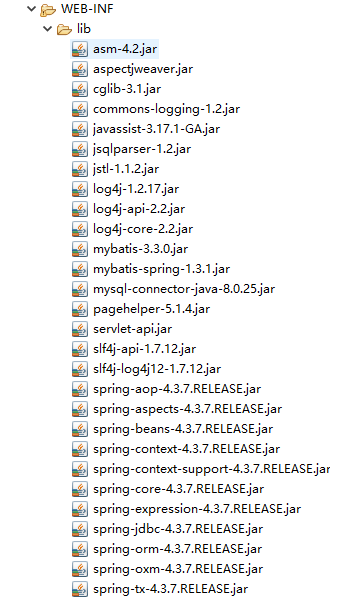 WEB-INF
lib
asm-4.2.jar
aspectjweaver.jar
cglib-3.1.jar
commons-logging-1.2.jar
javassist-3.17.1-GA.jar
jsqlparser-1.2.jar
jstl-1.1.2.jar
log4j-1.2.17.jar
log4j-api-2.2.jar
log4j-core-2.2.jar
mybatis-3.3.0.jar
mybatis-spring-1.3.1.jar
mysql-connector-java-8.0.25.jar
pagehelper-5.1.4.jar
servlet-api.jar
slf4j-api-1.7.12.jar
slf4j-log4j12-1.7.12.jar
spring-aop-4.3.7.RELEASE.jar
spring-aspects-4.3.7.RELEASE.jar
spring-beans-4.3.7.RELEASE.jar
spring-context-4.3.7.RELEASE.jar
spring-context-support-4.3.7.RELEASE.jar
spring-core-4.3.7.RELEASE.jar
spring-expression-4.3.7.RELEASE.jar
spring-jdbc-4.3.7.RELEASE.jar
spring-orm-4.3.7.RELEASE.jar
spring-oxm-4.3.7.RELEASE.jar
spring-tx-4.3.7.RELEASE.jar